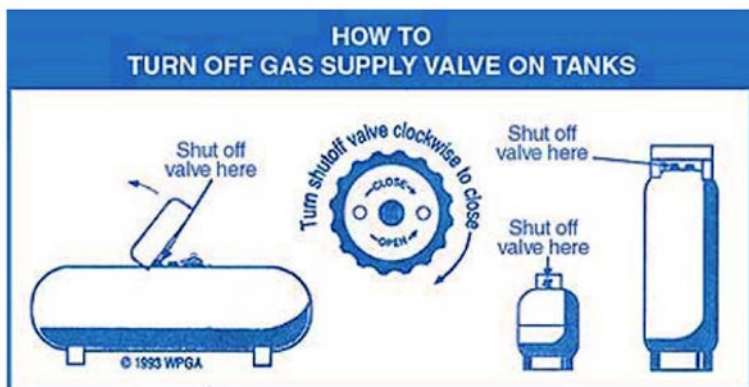 HOW TO
TURN OFF GAS SUPPLY VALVE ON TANKS
Shut off
valve here
Turn shutoff valve clockwise to close
CLOSE
OPEN
Shut off
valve here
Shut off
valve here
© 1993 WPGA